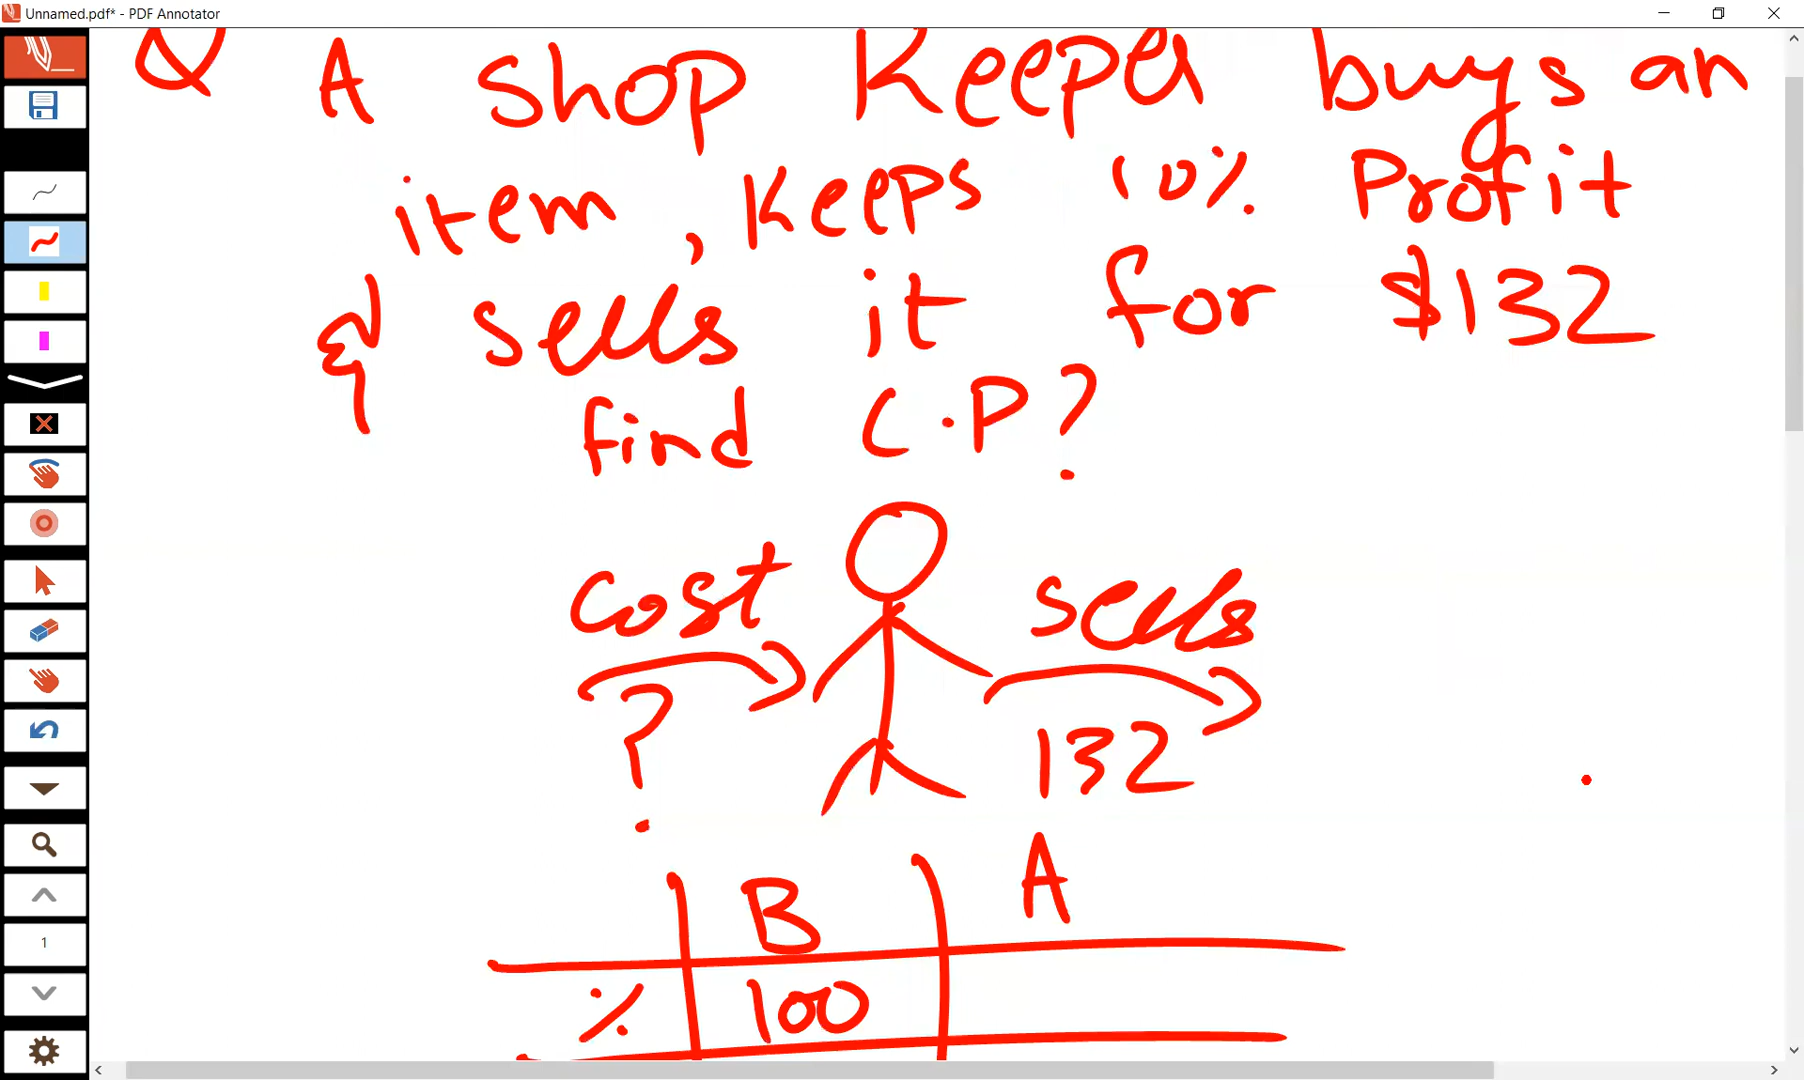 Unnamed.pdf* - PDF Annotator
Q A Shop Keeper buys an
item, Keeps 10% Profit
& sells it for $132
find C.P?
cost sells
? 132
B A
% 100
1